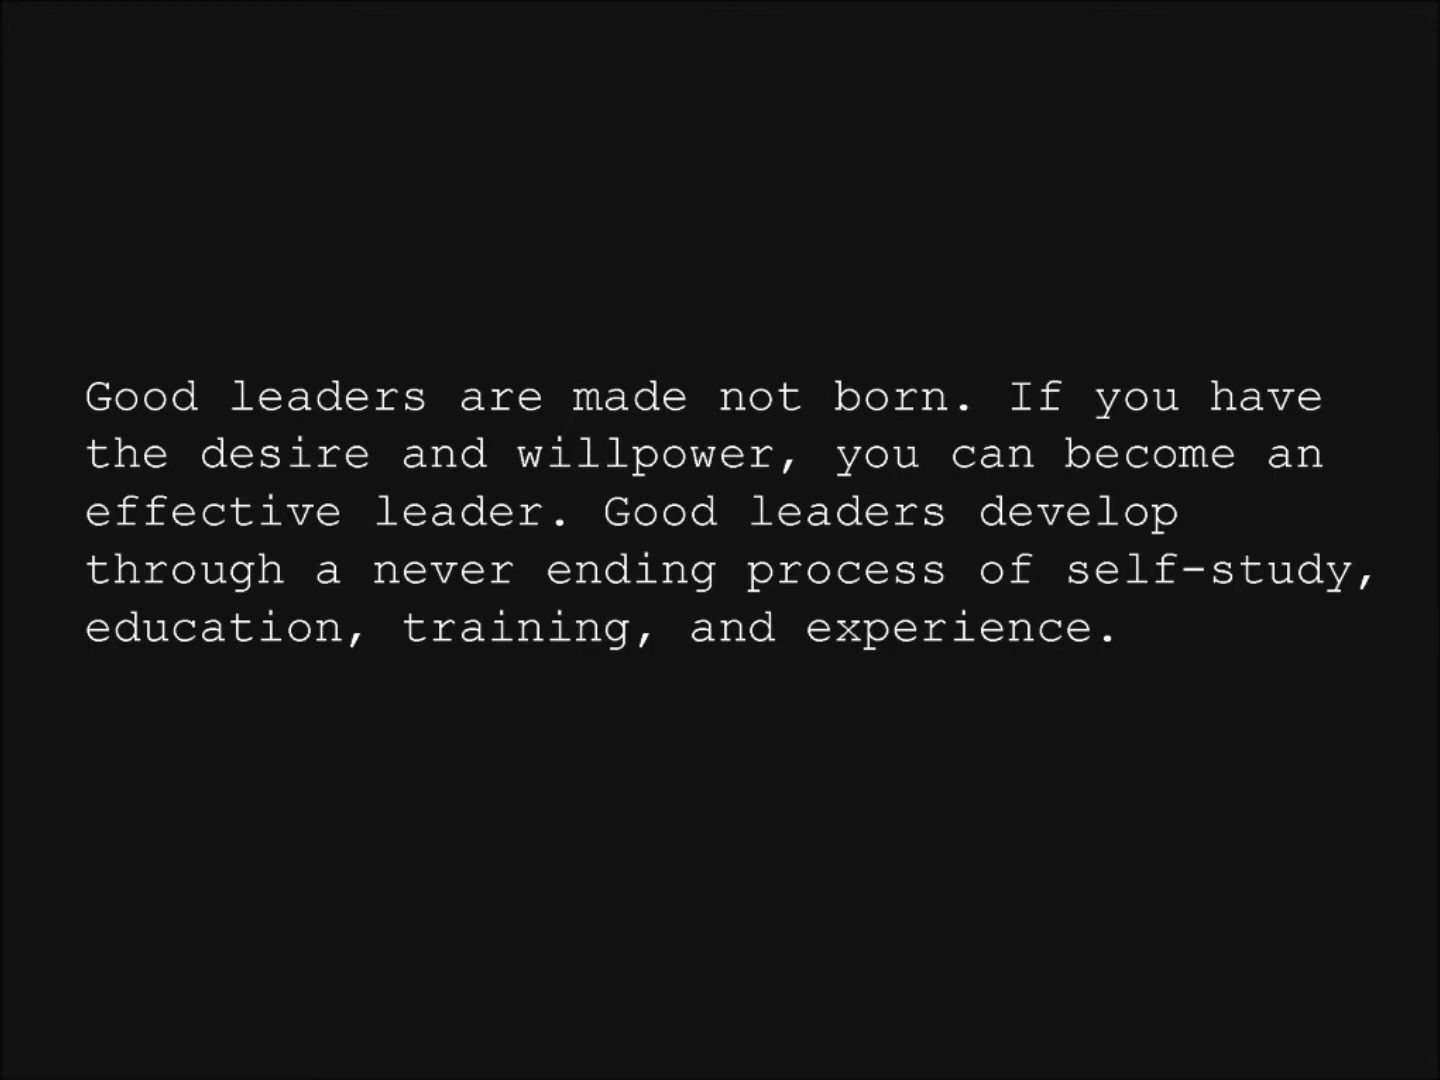 Good leaders are made not born. If you have
the desire and willpower, you can become an
effective leader. Good leaders develop
through a never ending process of self-study,
education, training, and experience.